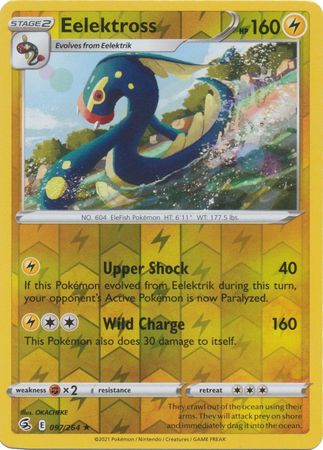 STAGE 2
Eelektross
HP 160
Evolves from Eelektrik
NO. 604 EleFish Pokémon HT: 6'11" WT: 177.5 lbs.
Upper Shock 40
If this Pokémon evolved from Eelektrik during this turn,
your opponent's Active Pokémon is now Paralyzed.
Wild Charge 160
This Pokémon also does 30 damage to itself.
weakness ×2 resistance retreat
Illus. OKACHEKE
E 097/264 ★
They crawl out of the ocean using their
arms. They will attack prey on shore and
immediately drag it into the ocean.
©2021 Pokémon / Nintendo / Creatures / GAME FREAK